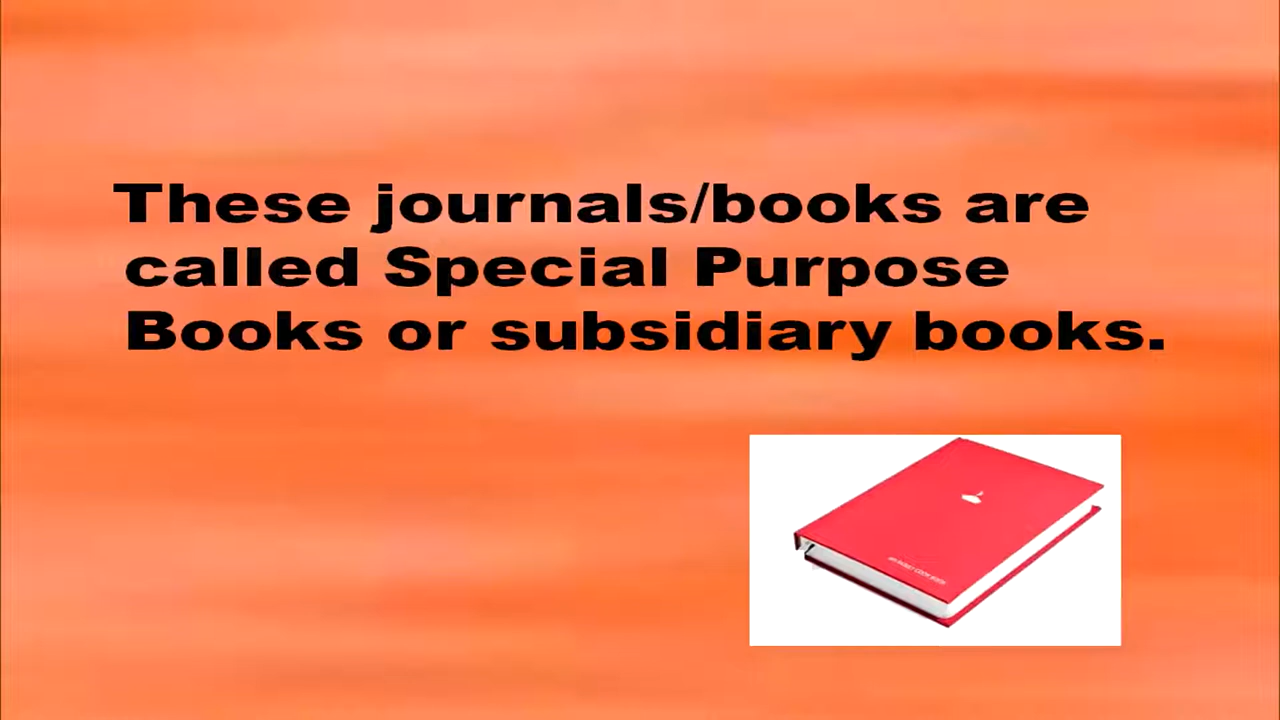 These journals/books are
called Special Purpose
Books or subsidiary books.